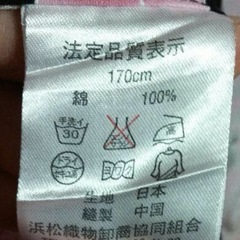 法定品質表示
170cm
綿 100%
手洗イ
30
ドライ
生地 日本
縫製 中国
浜松織物卸商協同組合